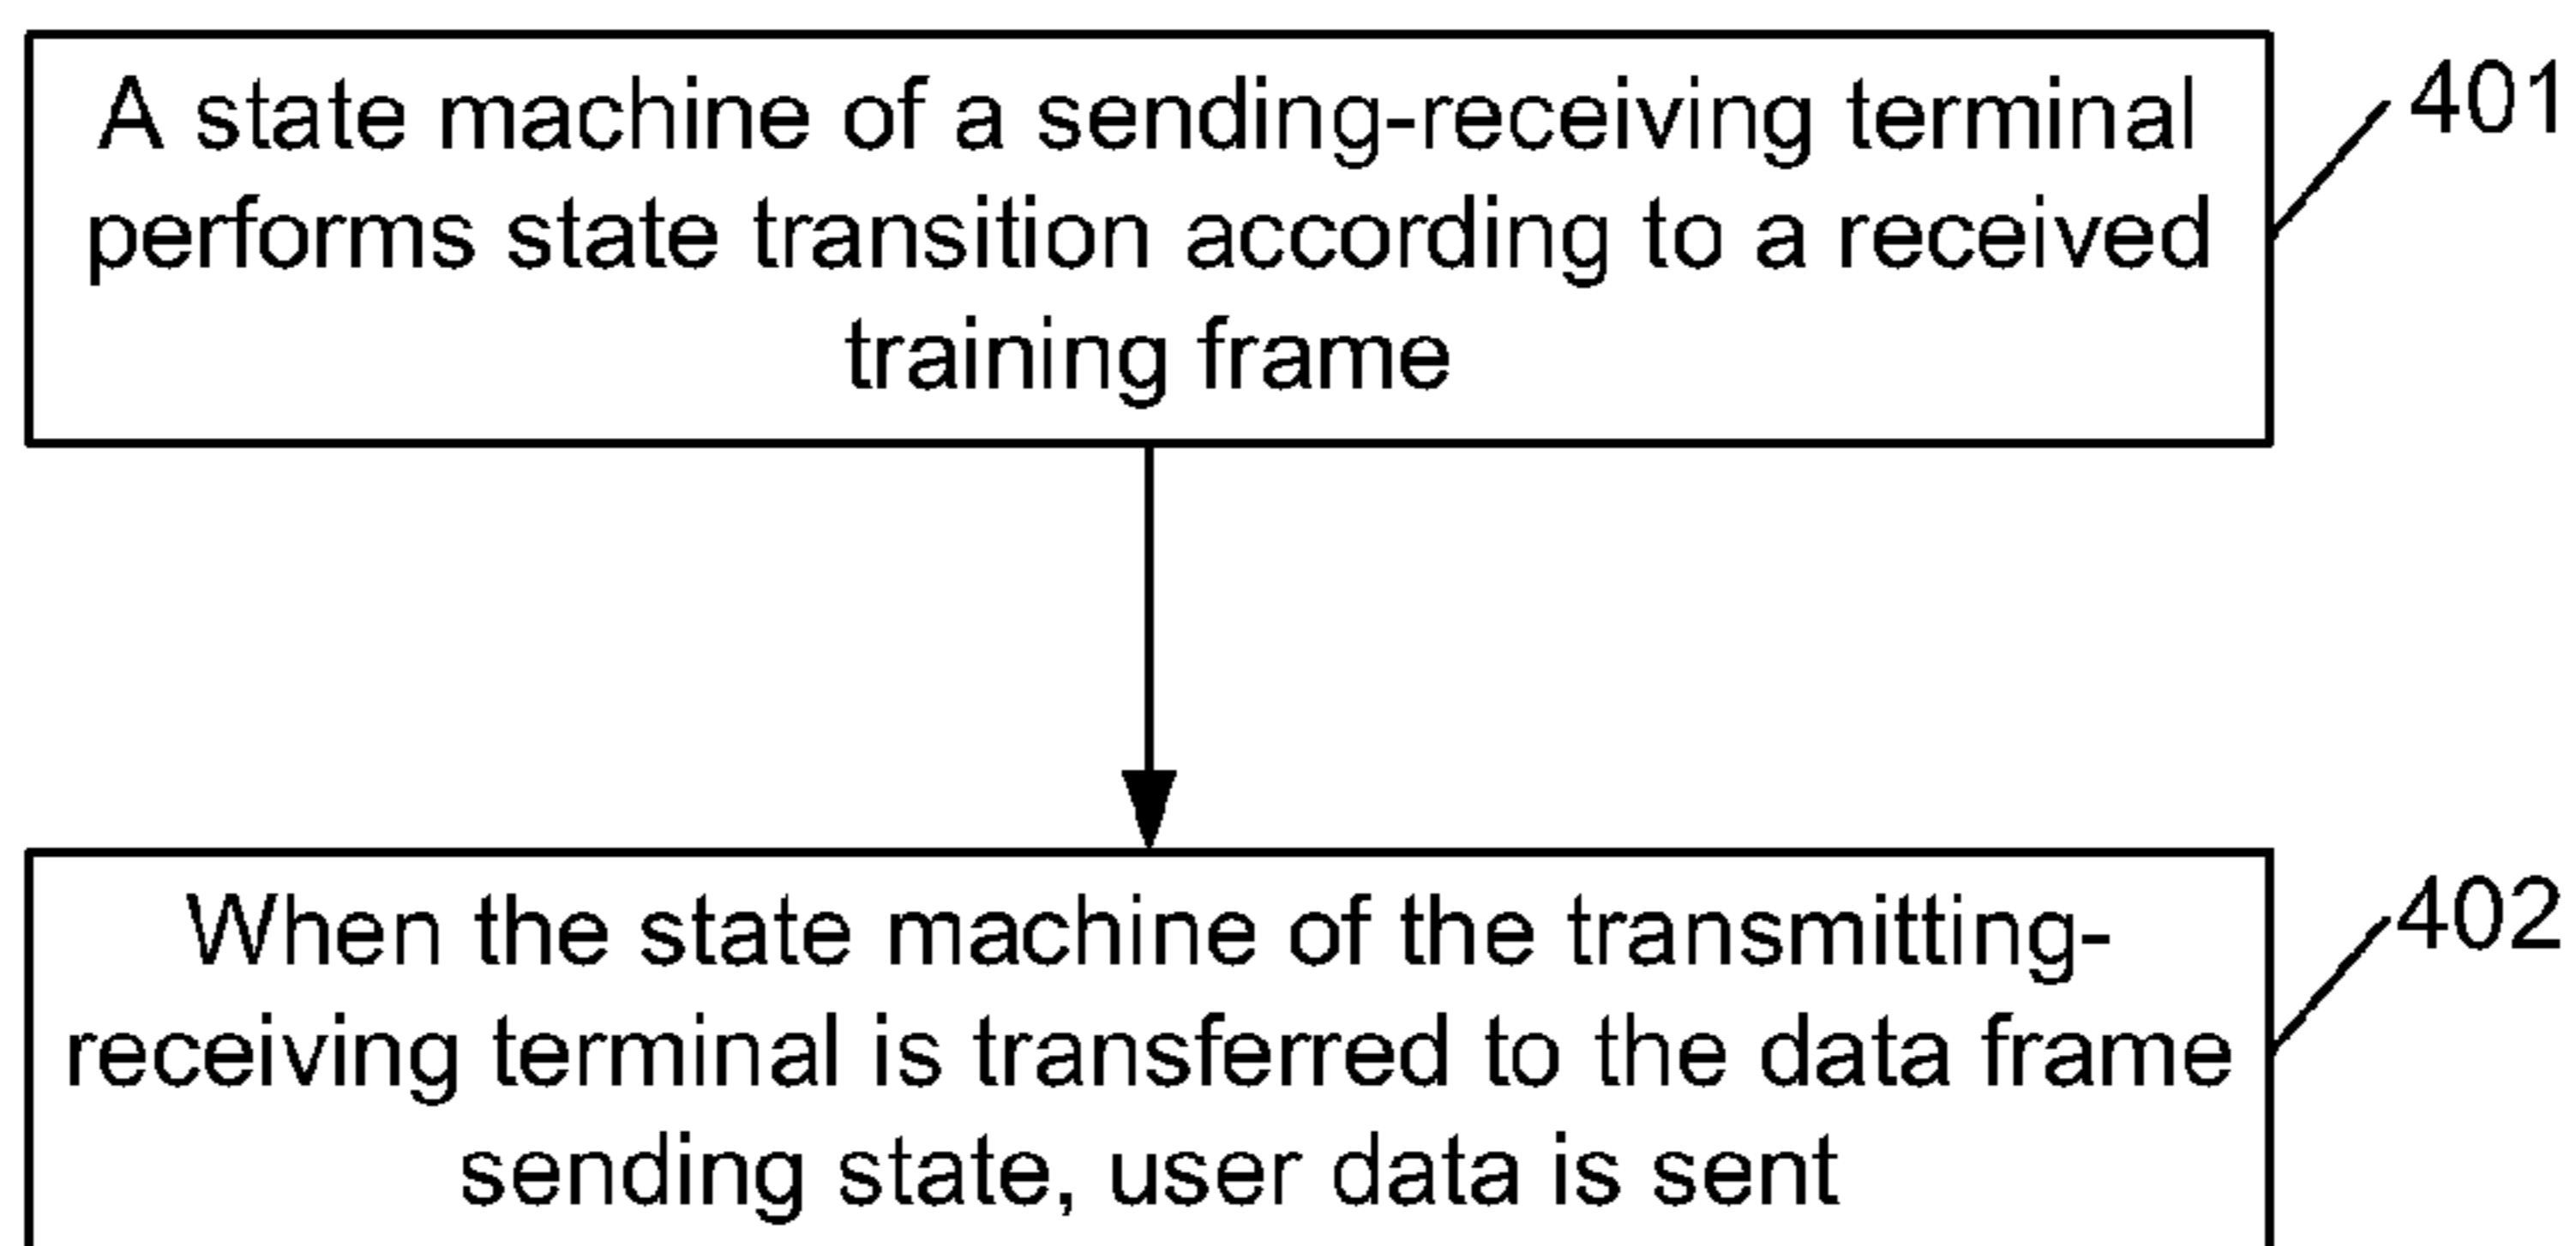 A state machine of a sending-receiving terminal
performs state transition according to a received
training frame
401
When the state machine of the transmitting-
receiving terminal is transferred to the data frame
sending state, user data is sent
402